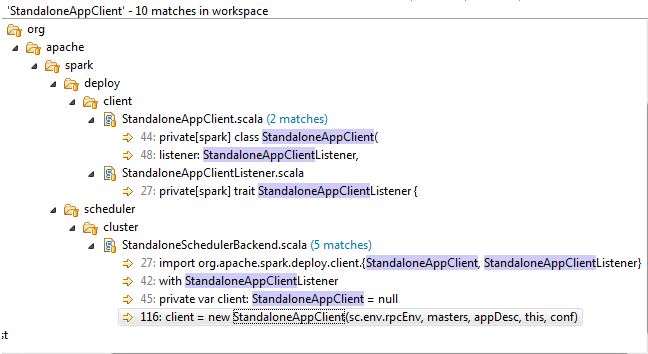 'StandaloneAppClient' - 10 matches in workspace
org
apache
spark
deploy
client
StandaloneAppClient.scala (2 matches)
44: private[spark] class StandaloneAppClient(
48: listener: StandaloneAppClientListener,
StandaloneAppClientListener.scala
27: private[spark] trait StandaloneAppClientListener {
scheduler
cluster
StandaloneSchedulerBackend.scala (5 matches)
27: import org.apache.spark.deploy.client.{StandaloneAppClient, StandaloneAppClientListener}
42: with StandaloneAppClientListener
45: private var client: StandaloneAppClient = null
116: client = new StandaloneAppClient(sc.env.rpcEnv, masters, appDesc, this, conf)
st